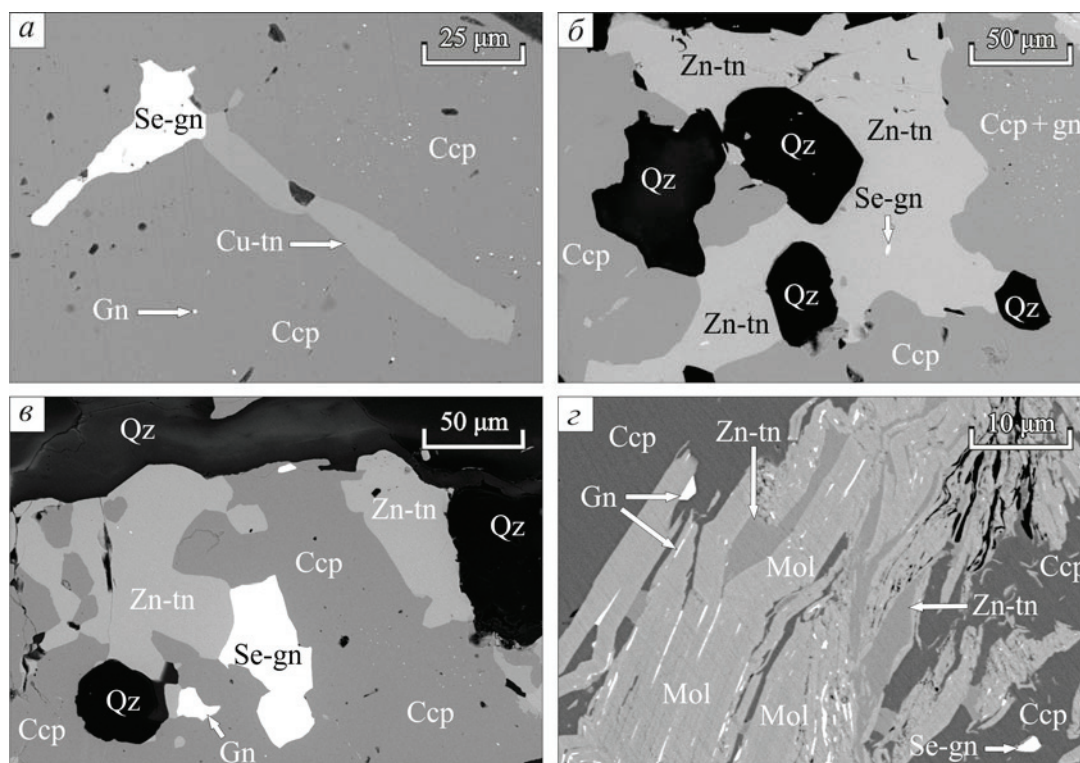 а
25 µm
Se-gn
Ccp
Cu-tn
Gn
Ccp
б
50 µm
Zn-tn
Zn-tn
Ccp + gn
Qz
Qz
Se-gn
Ccp
Qz
Qz
Zn-tn
Ccp
в
50 µm
Qz
Zn-tn
Qz
Ccp
Zn-tn
Se-gn
Qz
Ccp
Ccp
Gn
г
10 µm
Ccp
Zn-tn
Gn
Mol
Ccp
Zn-tn
Mol
Mol
Ccp
Se-gn